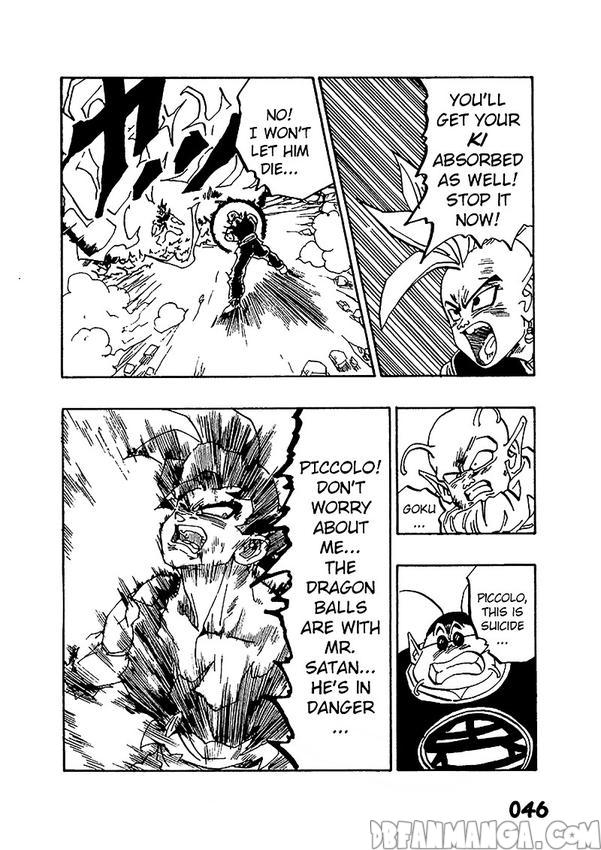 YOU'LL
GET YOUR
KI
ABSORBED
AS WELL!
STOP IT
NOW!
NO!
I WON'T
LET HIM
DIE...
GOKU
...
PICCOLO,
THIS IS
SUICIDE
...
PICCOLO!
DON'T
WORRY
ABOUT
ME...
THE
DRAGON
BALLS
ARE WITH
MR.
SATAN...
HE'S IN
DANGER
...
046
DBFANMANGA.COM